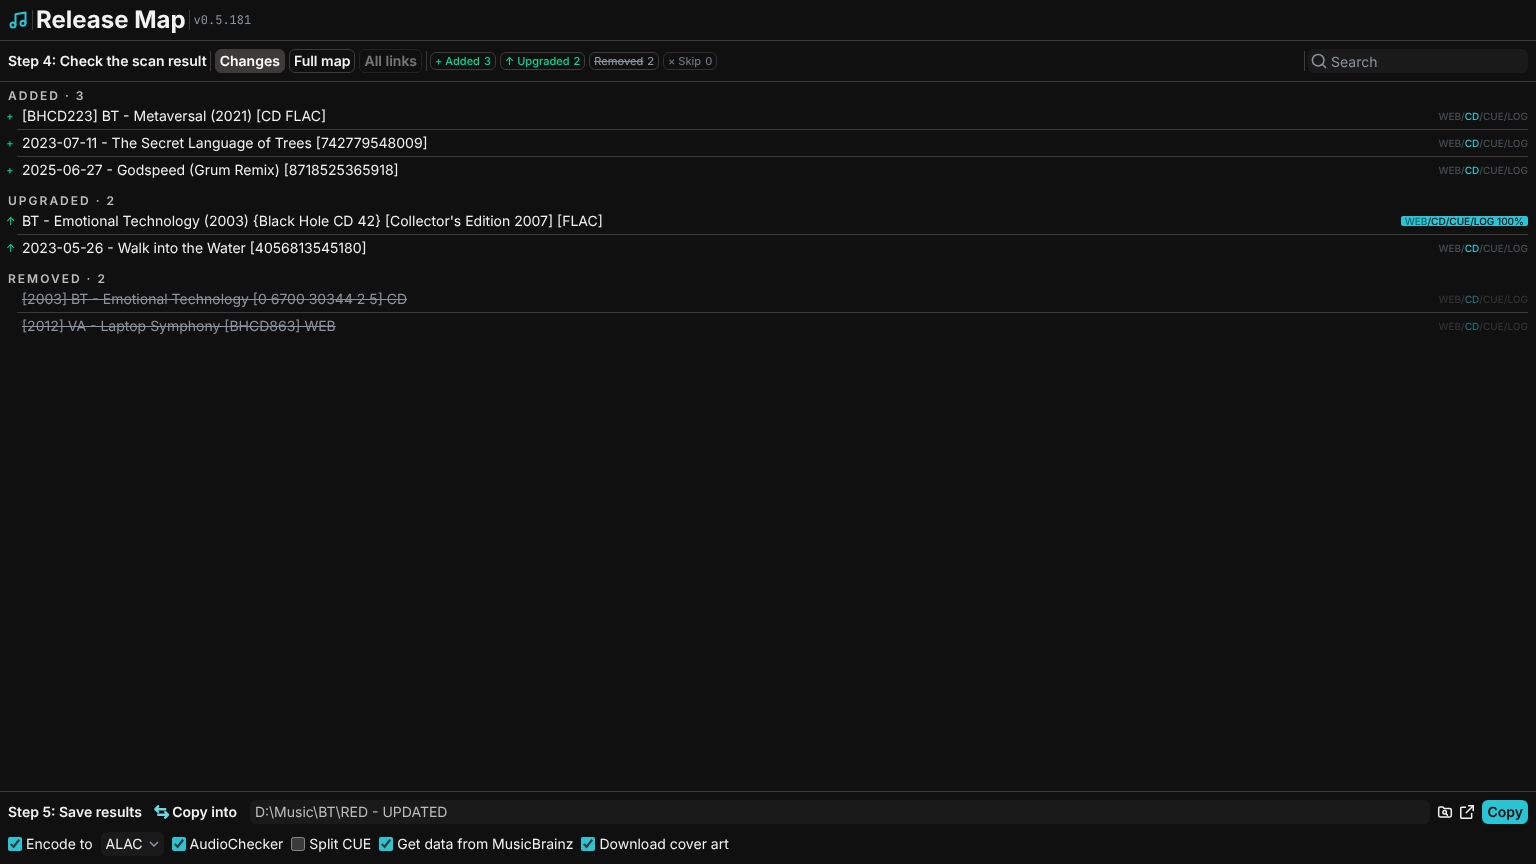 Release Map v0.5.181
Step 4: Check the scan result Changes Full map All links + Added 3 ↑ Upgraded 2 Removed 2 × Skip 0 Search
ADDED · 3
+ [BHCD223] BT - Metaversal (2021) [CD FLAC] WEB/CD/CUE/LOG
+ 2023-07-11 - The Secret Language of Trees [742779548009] WEB/CD/CUE/LOG
+ 2025-06-27 - Godspeed (Grum Remix) [8718525365918] WEB/CD/CUE/LOG
UPGRADED · 2
↑ BT - Emotional Technology (2003) {Black Hole CD 42} [Collector's Edition 2007] [FLAC] WEB/CD/CUE/LOG 100%
↑ 2023-05-26 - Walk into the Water [4056813545180] WEB/CD/CUE/LOG
REMOVED · 2
[2003] BT - Emotional Technology [0 6700 30344 2 5] CD WEB/CD/CUE/LOG
[2012] VA - Laptop Symphony [BHCD863] WEB WEB/CD/CUE/LOG
Step 5: Save results Copy into D:\Music\BT\RED - UPDATED Copy
Encode to ALAC AudioChecker Split CUE Get data from MusicBrainz Download cover art